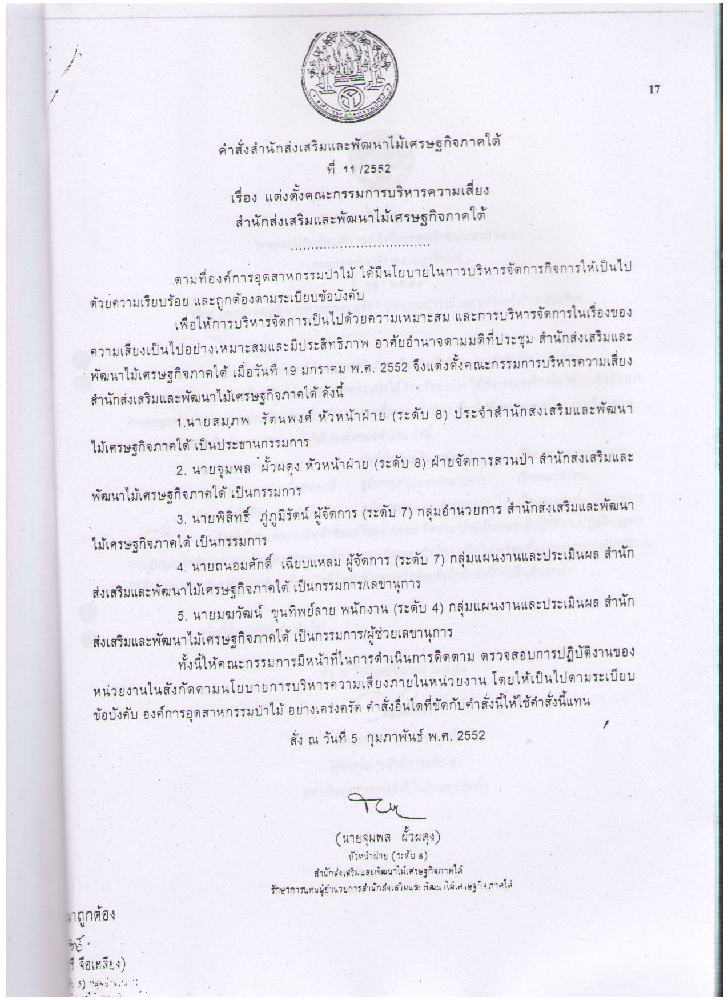 17
คำสั่งสำนักส่งเสริมและพัฒนาไม้เศรษฐกิจภาคใต้
ที่ 11 /2552
เรื่อง แต่งตั้งคณะกรรมการบริหารความเสี่ยง
สำนักส่งเสริมและพัฒนาไม้เศรษฐกิจภาคใต้
..................................
ตามที่องค์การอุตสาหกรรมป่าไม้ ได้มีนโยบายในการบริหารจัดการกิจการให้เป็นไป
ด้วยความเรียบร้อย และถูกต้องตามระเบียบข้อบังคับ
เพื่อให้การบริหารจัดการเป็นไปด้วยความเหมาะสม และการบริหารจัดการในเรื่องของ
ความเสี่ยงเป็นไปอย่างเหมาะสมและมีประสิทธิภาพ อาศัยอำนาจตามมติที่ประชุม สำนักส่งเสริมและ
พัฒนาไม้เศรษฐกิจภาคใต้ เมื่อวันที่ 19 มกราคม พ.ศ. 2552 จึงแต่งตั้งคณะกรรมการบริหารความเสี่ยง
สำนักส่งเสริมและพัฒนาไม้เศรษฐกิจภาคใต้ ดังนี้
1.นายสมภพ รัตนพงศ์ หัวหน้าฝ่าย (ระดับ 8) ประจำสำนักส่งเสริมและพัฒนา
ไม้เศรษฐกิจภาคใต้ เป็นประธานกรรมการ
2. นายจุมพล ผั้วผดุง หัวหน้าฝ่าย (ระดับ 8) ฝ่ายจัดการสวนป่า สำนักส่งเสริมและ
พัฒนาไม้เศรษฐกิจภาคใต้ เป็นกรรมการ
3. นายพิสิทธิ์ ภู่ภูมิรัตน์ ผู้จัดการ (ระดับ 7) กลุ่มอำนวยการ สำนักส่งเสริมและพัฒนา
ไม้เศรษฐกิจภาคใต้ เป็นกรรมการ
4. นายถนอมศักดิ์ เฉียบแหลม ผู้จัดการ (ระดับ 7) กลุ่มแผนงานและประเมินผล สำนัก
ส่งเสริมและพัฒนาไม้เศรษฐกิจภาคใต้ เป็นกรรมการ/เลขานุการ
5. นายมฆวัฒน์ ขุนทิพย์ลาย พนักงาน (ระดับ 4) กลุ่มแผนงานและประเมินผล สำนัก
ส่งเสริมและพัฒนาไม้เศรษฐกิจภาคใต้ เป็นกรรมการ/ผู้ช่วยเลขานุการ
ทั้งนี้ให้คณะกรรมการมีหน้าที่ในการดำเนินการติดตาม ตรวจสอบการปฏิบัติงานของ
หน่วยงานในสังกัดตามนโยบายการบริหารความเสี่ยงภายในหน่วยงาน โดยให้เป็นไปตามระเบียบ
ข้อบังคับ องค์การอุตสาหกรรมป่าไม้ อย่างเคร่งครัด คำสั่งอื่นใดที่ขัดกับคำสั่งนี้ให้ใช้คำสั่งนี้แทน
สั่ง ณ วันที่ 5 กุมภาพันธ์ พ.ศ. 2552
(นายจุมพล ผั้วผดุง)
หัวหน้าฝ่าย (ระดับ 8)
สำนักส่งเสริมและพัฒนาไม้เศรษฐกิจภาคใต้
รักษาการแทนผู้อำนวยการสำนักส่งเสริมและพัฒนาไม้เศรษฐกิจภาคใต้
าถูกต้อง
รี จือเหลียง)
5) กลุ่มอำนวยการ